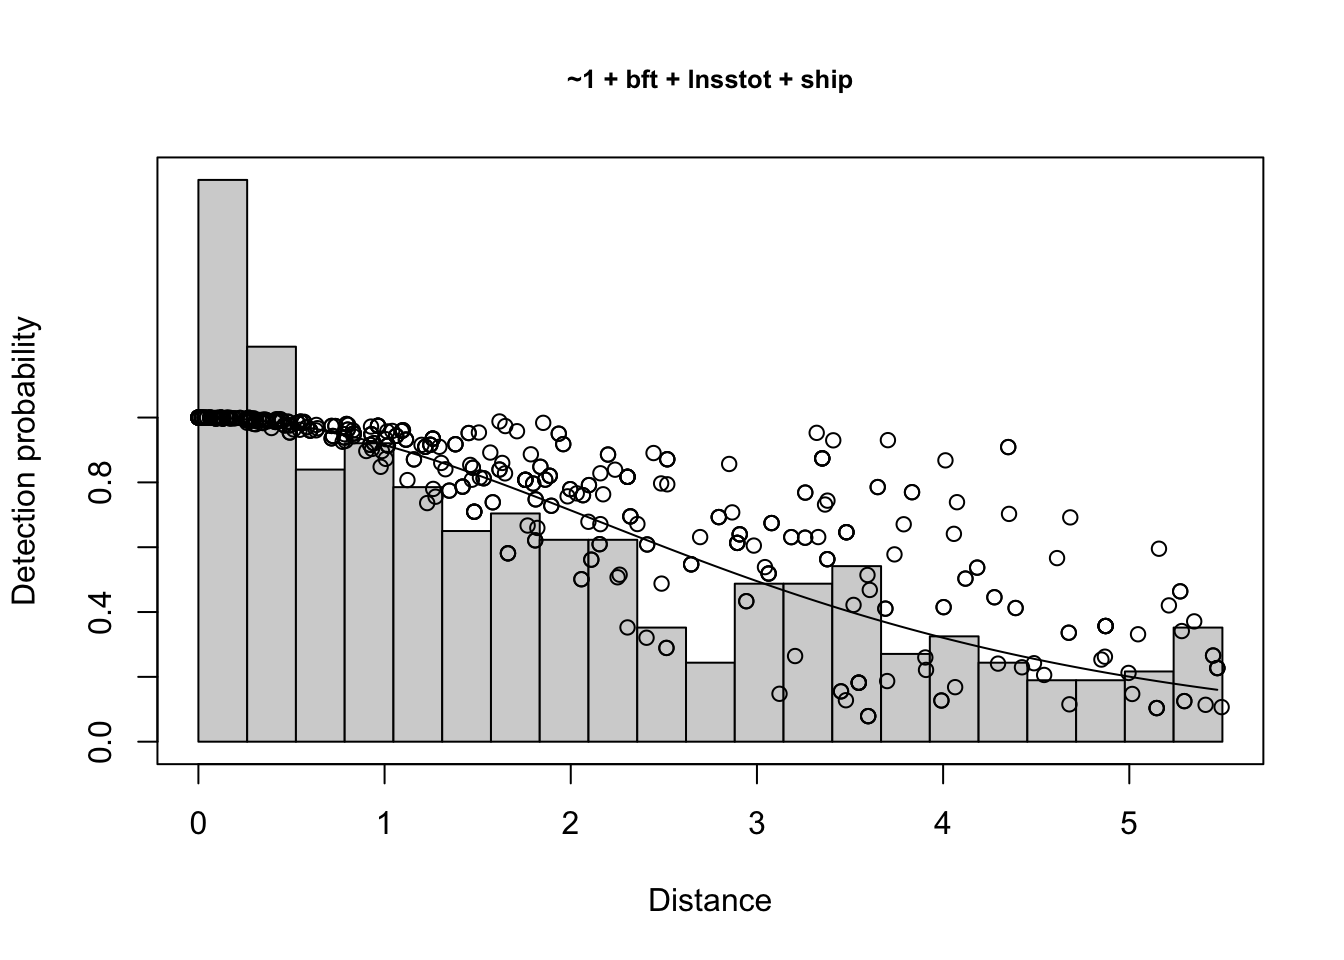 ~1 + bft + lnsstot + ship
Detection probability
0.8
0.4
0.0
0 1 2 3 4 5
Distance